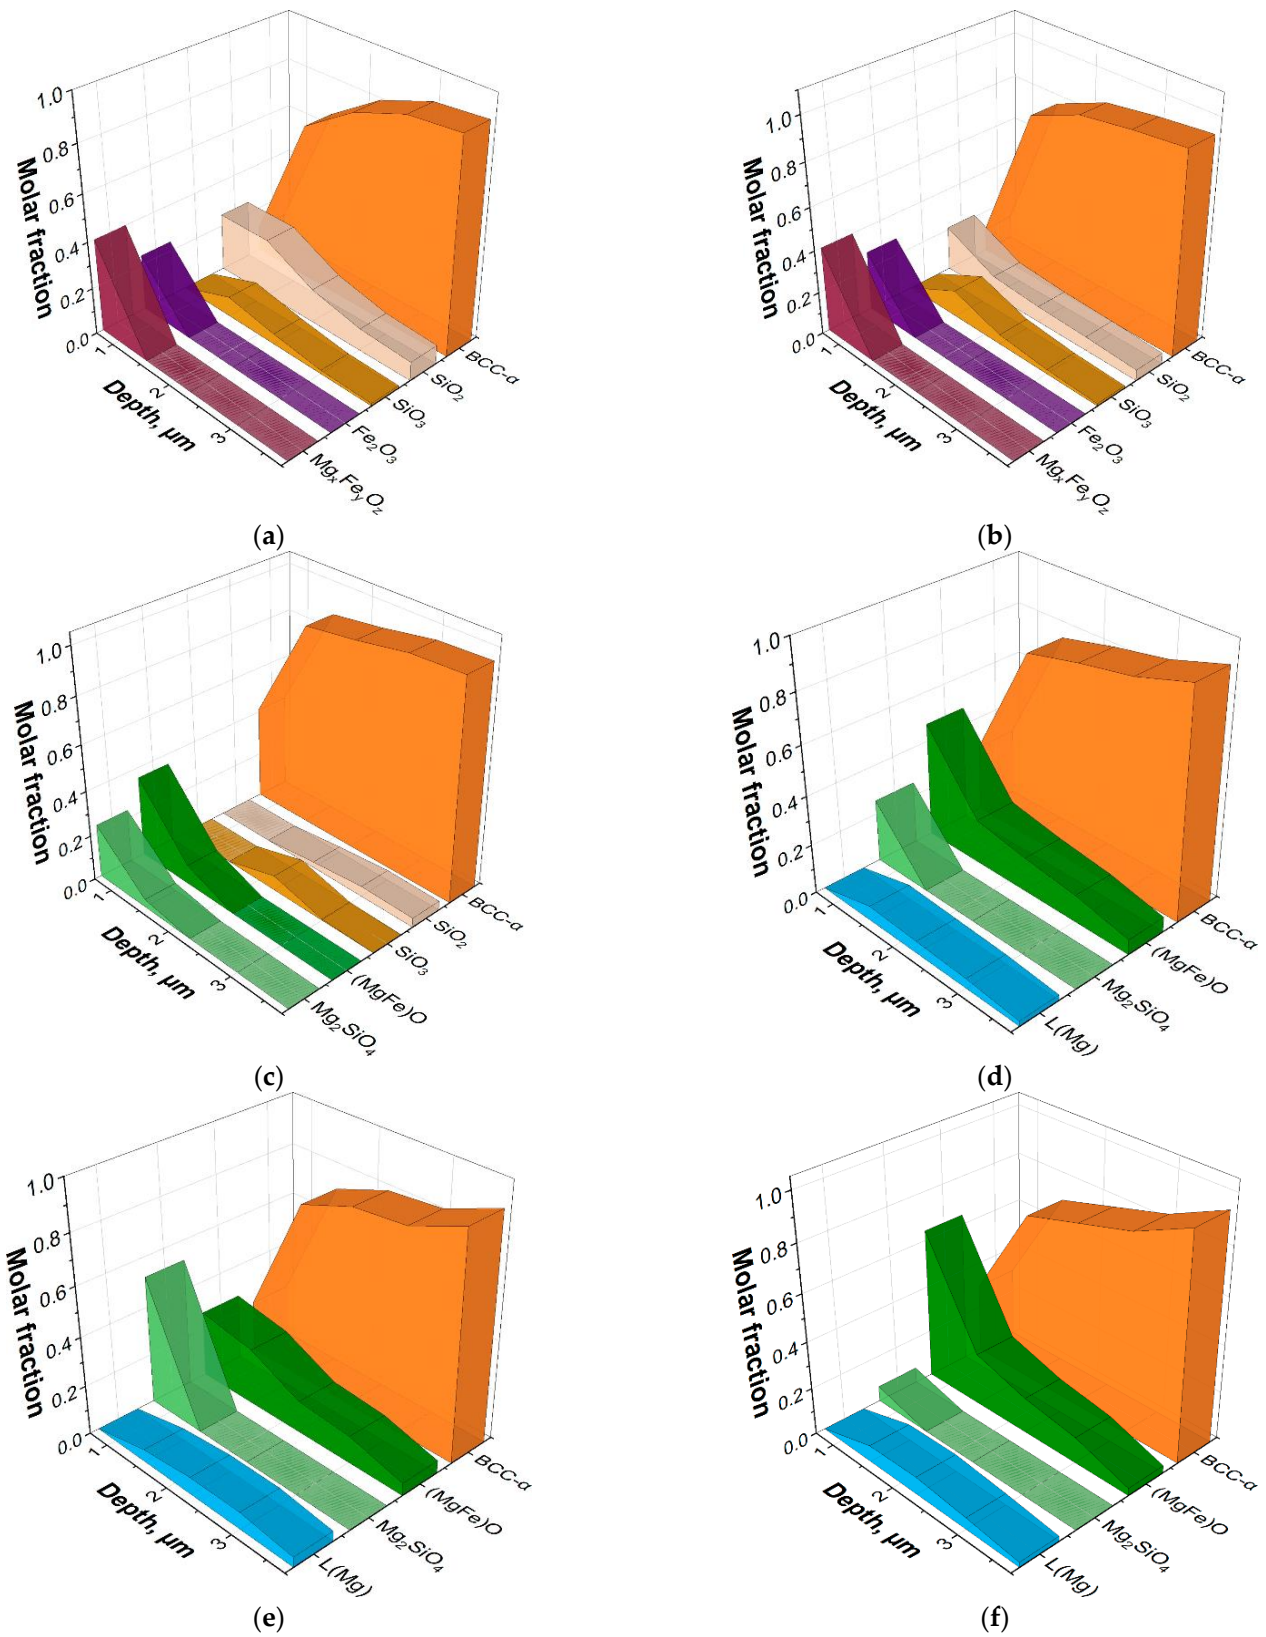 1.0
0.8
0.6
0.4
0.2
0.0
Molar fraction
1
2
3
Depth, μm
BCC-α
SiO₂
SiO₃
Fe₂O₃
MgₓFeᵧO_z
(a)
1.0
0.8
0.6
0.4
0.2
0.0
Molar fraction
1
2
3
Depth, μm
BCC-α
SiO₂
SiO₃
Fe₂O₃
MgₓFeᵧO_z
(b)
1.0
0.8
0.6
0.4
0.2
0.0
Molar fraction
1
2
3
Depth, μm
BCC-α
SiO₂
SiO₃
(MgFe)O
Mg₂SiO₄
(c)
1.0
0.8
0.6
0.4
0.2
0.0
Molar fraction
1
2
3
Depth, μm
BCC-α
(MgFe)O
Mg₂SiO₄
L(Mg)
(d)
1.0
0.8
0.6
0.4
0.2
0.0
Molar fraction
1
2
3
Depth, μm
BCC-α
(MgFe)O
Mg₂SiO₄
L(Mg)
(e)
1.0
0.8
0.6
0.4
0.2
0.0
Molar fraction
1
2
3
Depth, μm
BCC-α
(MgFe)O
Mg₂SiO₄
L(Mg)
(f)